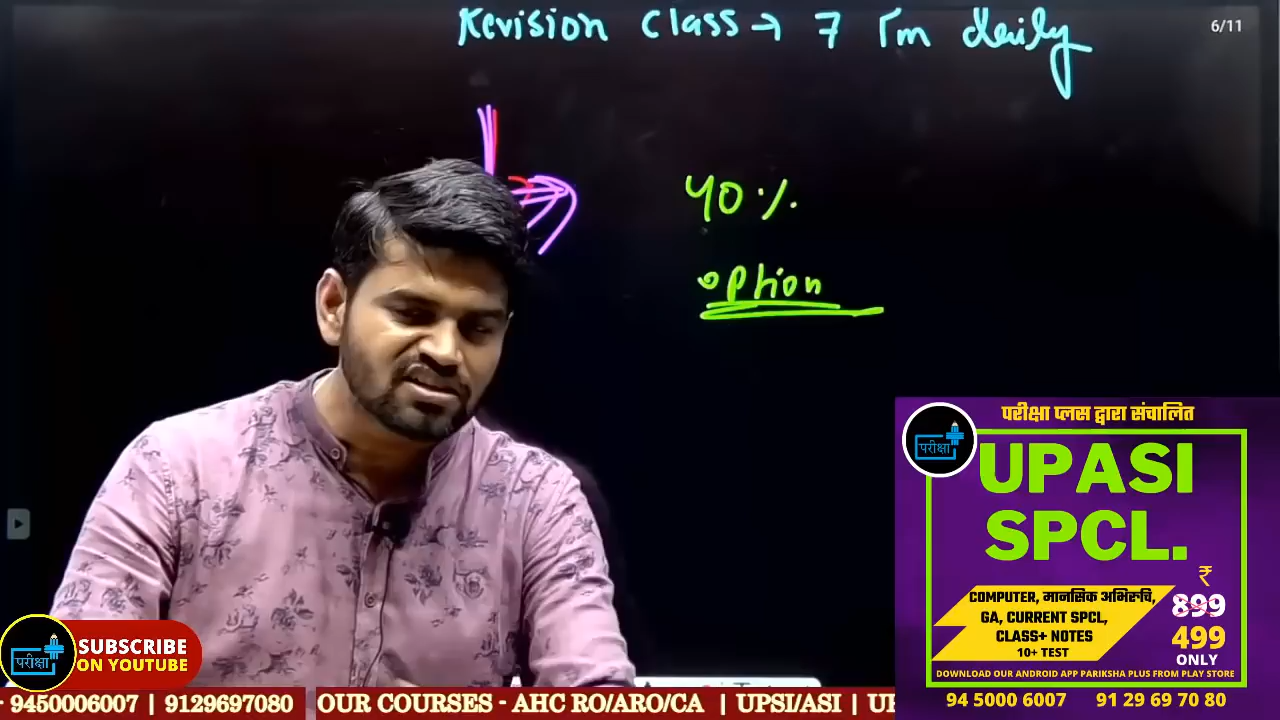 Revision Class → 7 Pm daily
6/11
40 %
option
परीक्षा प्लस द्वारा संचालित
परीक्षा
UPASI
SPCL.
COMPUTER, मानसिक अभिरुचि,
GA, CURRENT SPCL,
CLASS+ NOTES
10+ TEST
₹
899
499
ONLY
DOWNLOAD OUR ANDROID APP PARIKSHA PLUS FROM PLAY STORE
94 5000 6007 91 29 69 70 80
परीक्षा
SUBSCRIBE
ON YOUTUBE
9450006007 | 9129697080 OUR COURSES - AHC RO/ARO/CA | UPSI/ASI |